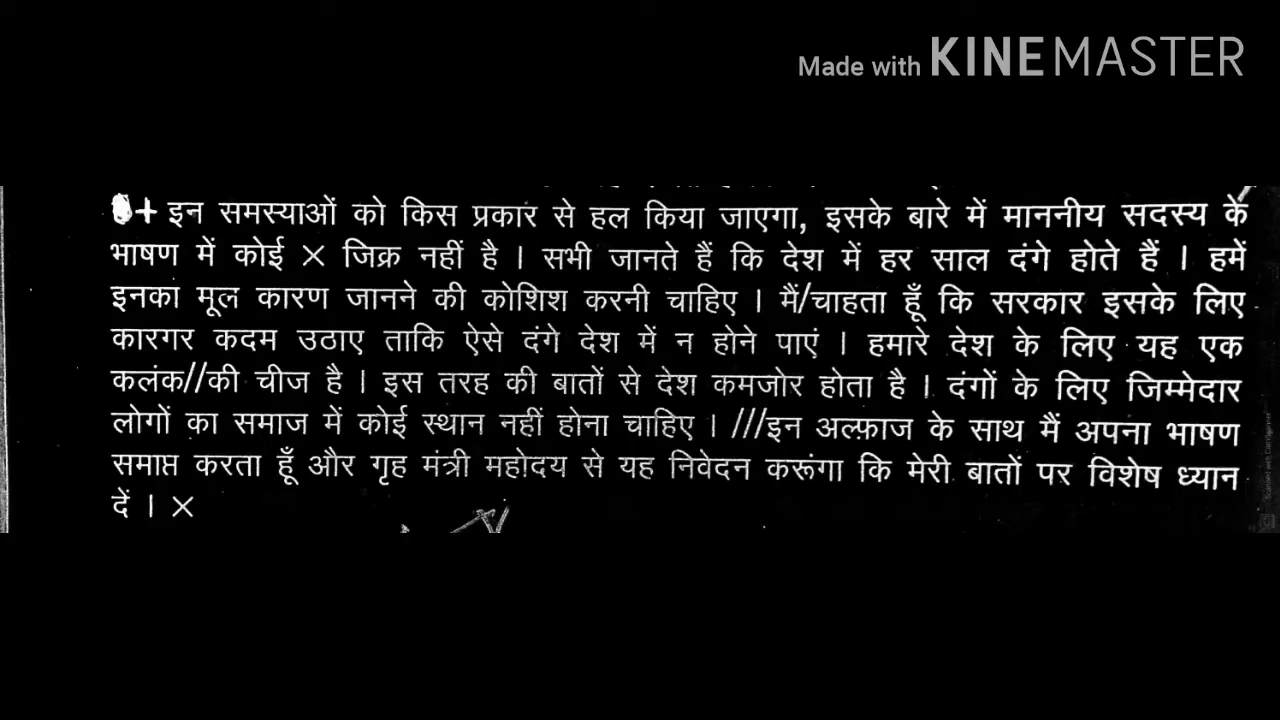 Made with KINEMASTER
+ इन समस्याओं को किस प्रकार से हल किया जाएगा, इसके बारे में माननीय सदस्य के
भाषण में कोई × जिक्र नहीं है । सभी जानते हैं कि देश में हर साल दंगे होते हैं । हमें
इनका मूल कारण जानने की कोशिश करनी चाहिए । मैं/चाहता हूँ कि सरकार इसके लिए
कारगर कदम उठाए ताकि ऐसे दंगे देश में न होने पाएं । हमारे देश के लिए यह एक
कलंक//की चीज है । इस तरह की बातों से देश कमजोर होता है । दंगों के लिए जिम्मेदार
लोगों का समाज में कोई स्थान नहीं होना चाहिए । ///इन अल्फ़ाज के साथ मैं अपना भाषण
समाप्त करता हूँ और गृह मंत्री महोदय से यह निवेदन करूंगा कि मेरी बातों पर विशेष ध्यान
दें । ×